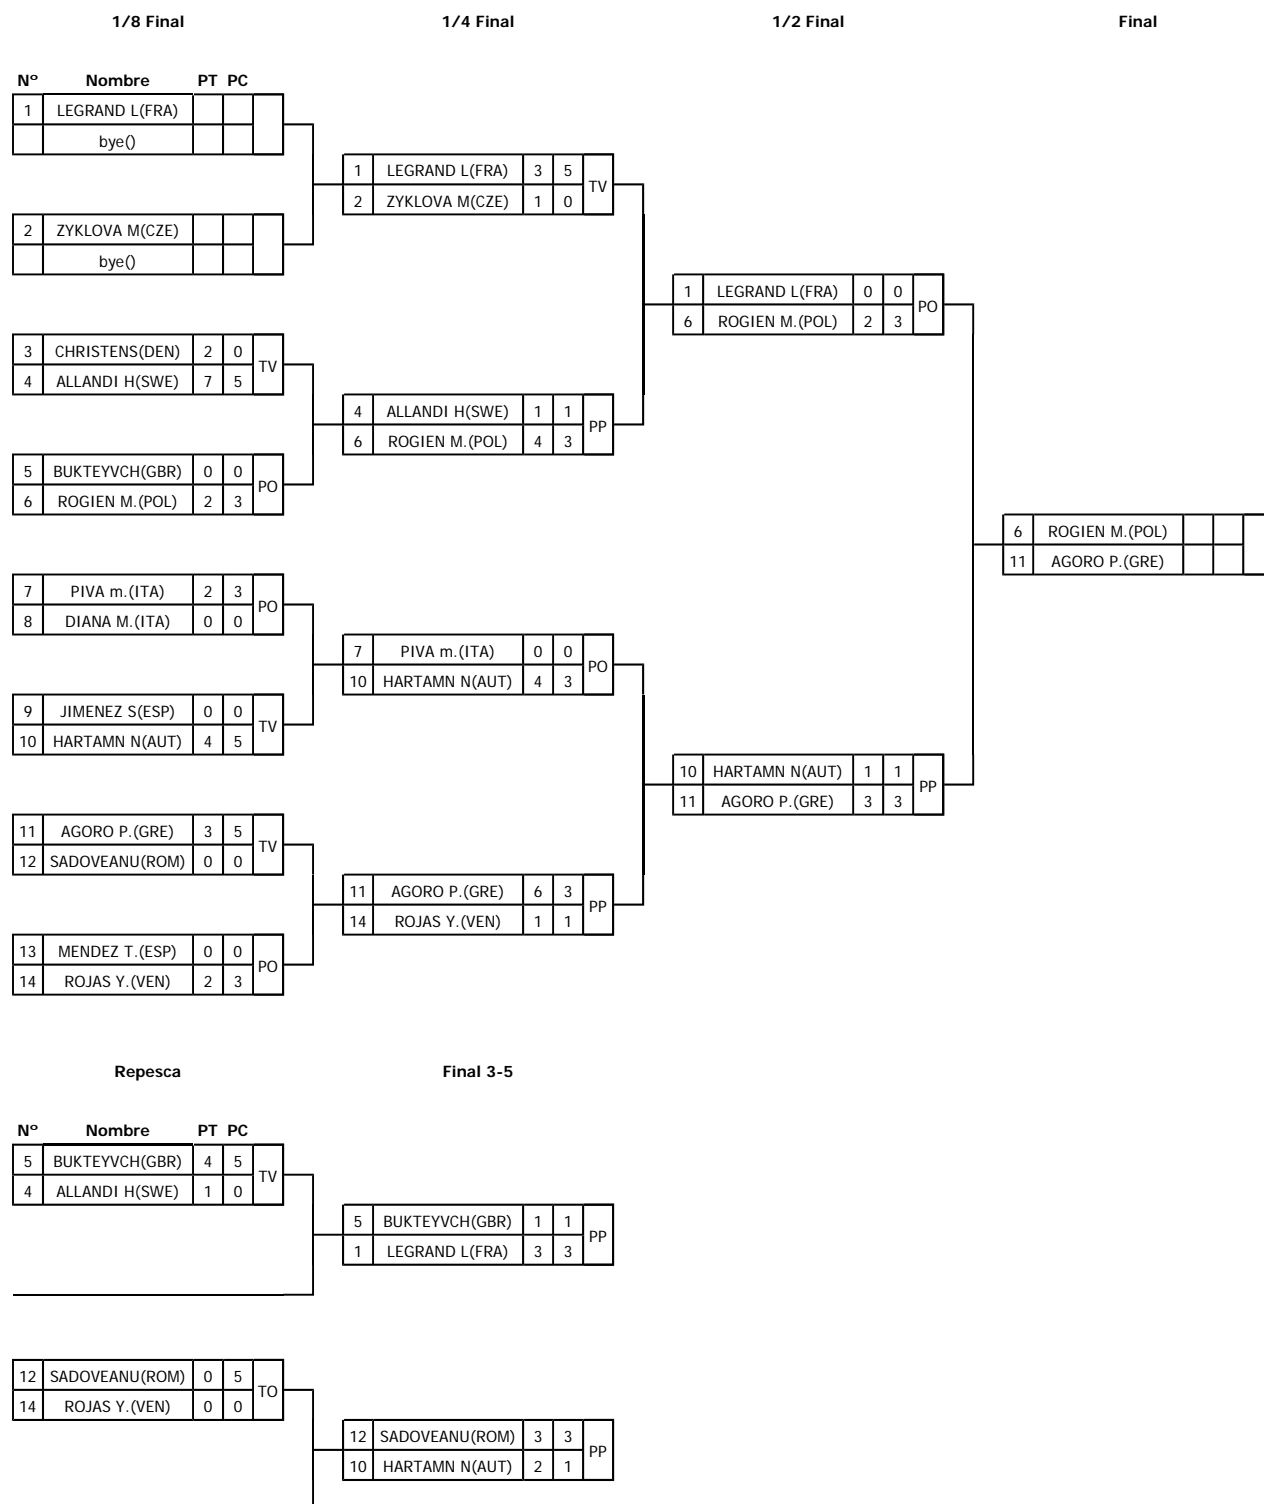 1/8 Final 1/4 Final 1/2 Final Final
Nº Nombre PT PC
1 LEGRAND L(FRA)
bye()
1 LEGRAND L(FRA) 3 5 TV
2 ZYKLOVA M(CZE) 1 0
2 ZYKLOVA M(CZE)
bye()
1 LEGRAND L(FRA) 0 0 PO
6 ROGIEN M.(POL) 2 3
3 CHRISTENS(DEN) 2 0 TV
4 ALLANDI H(SWE) 7 5
4 ALLANDI H(SWE) 1 1 PP
6 ROGIEN M.(POL) 4 3
5 BUKTEYVCH(GBR) 0 0 PO
6 ROGIEN M.(POL) 2 3
6 ROGIEN M.(POL)
11 AGORO P.(GRE)
7 PIVA m.(ITA) 2 3 PO
8 DIANA M.(ITA) 0 0
7 PIVA m.(ITA) 0 0 PO
10 HARTAMN N(AUT) 4 3
9 JIMENEZ S(ESP) 0 0 TV
10 HARTAMN N(AUT) 4 5
10 HARTAMN N(AUT) 1 1 PP
11 AGORO P.(GRE) 3 3
11 AGORO P.(GRE) 3 5 TV
12 SADOVEANU(ROM) 0 0
11 AGORO P.(GRE) 6 3 PP
14 ROJAS Y.(VEN) 1 1
13 MENDEZ T.(ESP) 0 0 PO
14 ROJAS Y.(VEN) 2 3
Repesca Final 3-5
Nº Nombre PT PC
5 BUKTEYVCH(GBR) 4 5 TV
4 ALLANDI H(SWE) 1 0
5 BUKTEYVCH(GBR) 1 1 PP
1 LEGRAND L(FRA) 3 3
12 SADOVEANU(ROM) 0 5 TO
14 ROJAS Y.(VEN) 0 0
12 SADOVEANU(ROM) 3 3 PP
10 HARTAMN N(AUT) 2 1